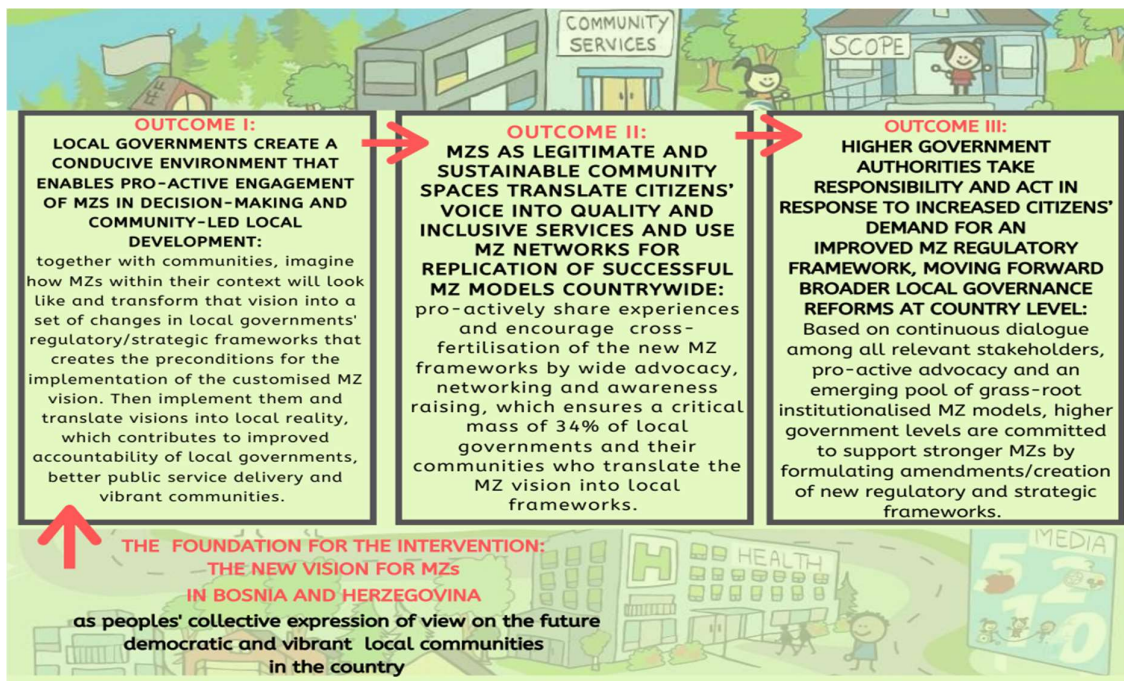 COMMUNITY
SERVICES
SCOPE
OUTCOME I:
LOCAL GOVERNMENTS CREATE A
CONDUCIVE ENVIRONMENT THAT
ENABLES PRO-ACTIVE ENGAGEMENT
OF MZS IN DECISION-MAKING AND
COMMUNITY-LED LOCAL
DEVELOPMENT:
together with communities, imagine
how MZs within their context will look
like and transform that vision into a
set of changes in local governments'
regulatory/strategic frameworks that
creates the preconditions for the
implementation of the customised MZ
vision. Then implement them and
translate visions into local reality,
which contributes to improved
accountability of local governments,
better public service delivery and
vibrant communities.
OUTCOME II:
MZS AS LEGITIMATE AND
SUSTAINABLE COMMUNITY
SPACES TRANSLATE CITIZENS’
VOICE INTO QUALITY AND
INCLUSIVE SERVICES AND USE
MZ NETWORKS FOR
REPLICATION OF SUCCESSFUL
MZ MODELS COUNTRYWIDE:
pro-actively share experiences
and encourage cross-
fertilisation of the new MZ
frameworks by wide advocacy,
networking and awareness
raising, which ensures a critical
mass of 34% of local
governments and their
communities who translate the
MZ vision into local
frameworks.
OUTCOME III:
HIGHER GOVERNMENT
AUTHORITIES TAKE
RESPONSIBILITY AND ACT IN
RESPONSE TO INCREASED CITIZENS’
DEMAND FOR AN
IMPROVED MZ REGULATORY
FRAMEWORK, MOVING FORWARD
BROADER LOCAL GOVERNANCE
REFORMS AT COUNTRY LEVEL:
Based on continuous dialogue
among all relevant stakeholders,
pro-active advocacy and an
emerging pool of grass-root
institutionalised MZ models, higher
government levels are committed
to support stronger MZs by
formulating amendments/creation
of new regulatory and strategic
frameworks.
THE FOUNDATION FOR THE INTERVENTION:
THE NEW VISION FOR MZs
IN BOSNIA AND HERZEGOVINA
as peoples' collective expression of view on the future
democratic and vibrant local communities
in the country
H
HEALTH
MEDIA
5
2
1
0